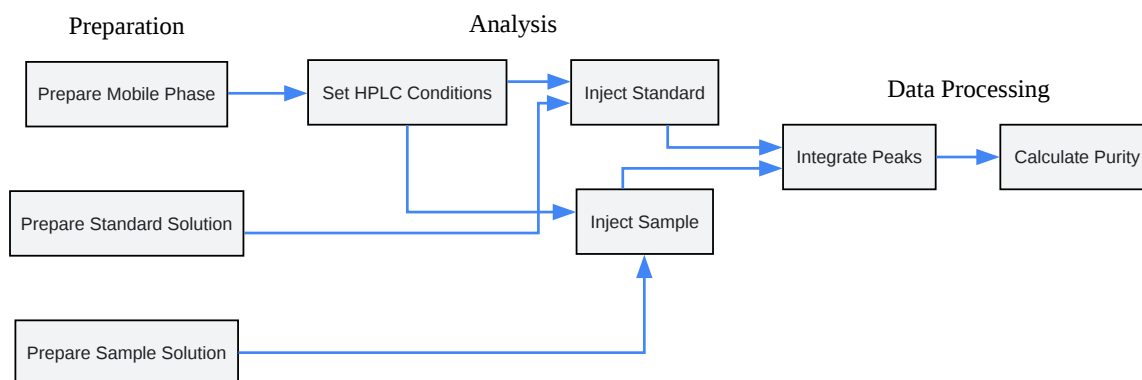 Preparation
Analysis
Prepare Mobile Phase
Set HPLC Conditions
Inject Standard
Data Processing
Integrate Peaks
Calculate Purity
Prepare Standard Solution
Inject Sample
Prepare Sample Solution